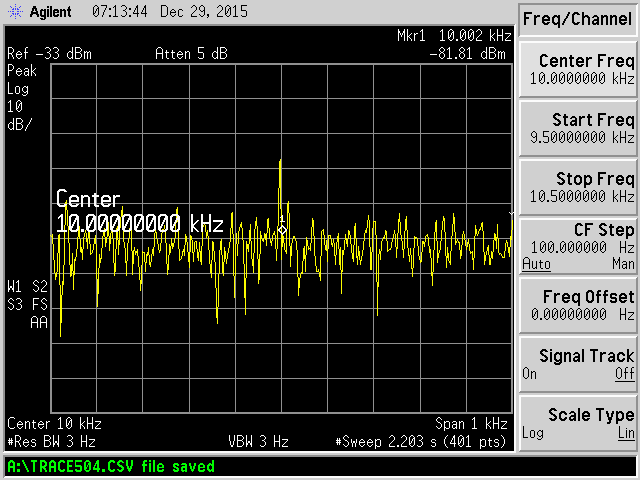 Agilent 07:13:44 Dec 29, 2015
Freq/Channel
Mkr1 10.002 kHz
Ref -33 dBm Atten 5 dB -81.81 dBm
Peak
Log
10
dB/
Center
10.00000000 kHz
1
W1 S2
S3 FS
AA
Center 10 kHz Span 1 kHz
#Res BW 3 Hz VBW 3 Hz #Sweep 2.203 s (401 pts)
A:\TRACE504.CSV file saved
Center Freq
10.0000000 kHz
Start Freq
9.50000000 kHz
Stop Freq
10.5000000 kHz
CF Step
100.000000 Hz
Auto Man
Freq Offset
0.00000000 Hz
Signal Track
On Off
Scale Type
Log Lin